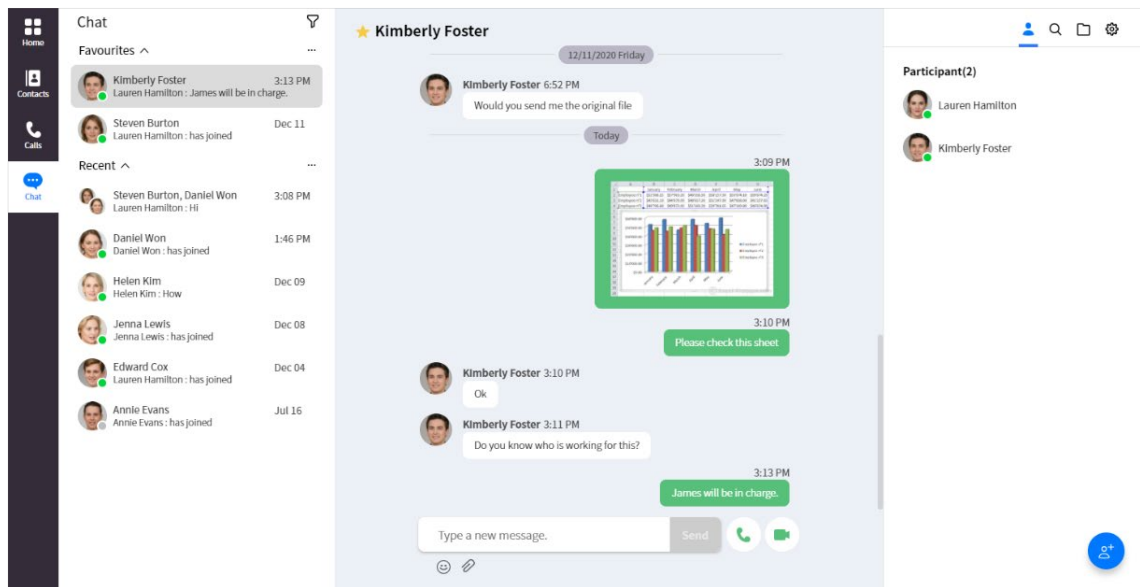 Home
Contacts
Calls
Chat
Chat
Favourites
Kimberly Foster 3:13 PM
Lauren Hamilton : James will be in charge.
Steven Burton Dec 11
Lauren Hamilton : has joined
Recent
Steven Burton, Daniel Won 3:08 PM
Lauren Hamilton : Hi
Daniel Won 1:46 PM
Daniel Won : has joined
Helen Kim Dec 09
Helen Kim : How
Jenna Lewis Dec 08
Jenna Lewis : has joined
Edward Cox Dec 04
Lauren Hamilton : has joined
Annie Evans Jul 16
Annie Evans : has joined
Kimberly Foster
12/11/2020 Friday
Kimberly Foster 6:52 PM
Would you send me the original file
Today
3:09 PM
January February March April May June
3:10 PM
Please check this sheet
Kimberly Foster 3:10 PM
Ok
Kimberly Foster 3:11 PM
Do you know who is working for this?
3:13 PM
James will be in charge.
Type a new message. Send
Participant(2)
Lauren Hamilton
Kimberly Foster